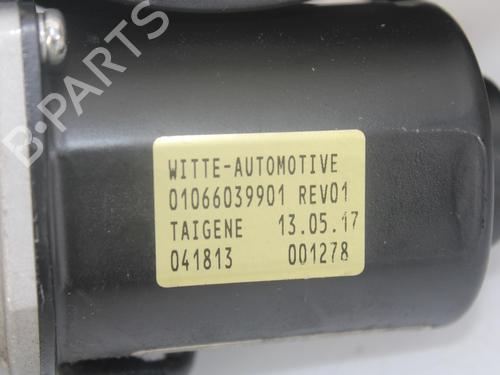 B-PARTS
WITTE-AUTOMOTIVE
01066039901 REV01
TAIGENE 13.05.17
041813 001278